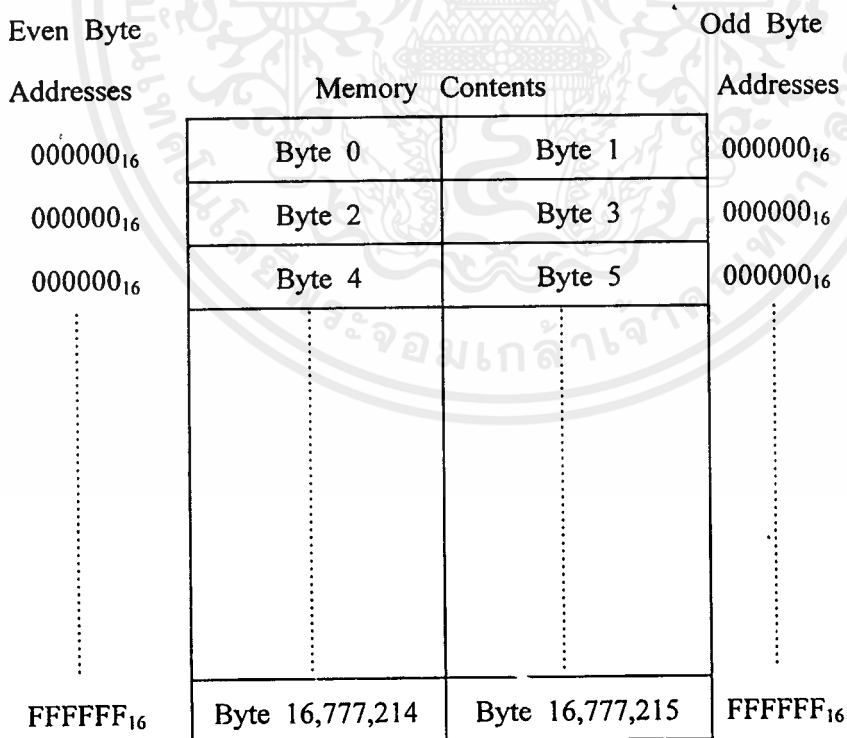 Even Byte Odd Byte
Addresses Memory Contents Addresses
000000₁₆ Byte 0 Byte 1 000000₁₆
000000₁₆ Byte 2 Byte 3 000000₁₆
000000₁₆ Byte 4 Byte 5 000000₁₆
FFFFFF₁₆ Byte 16,777,214 Byte 16,777,215 FFFFFF₁₆